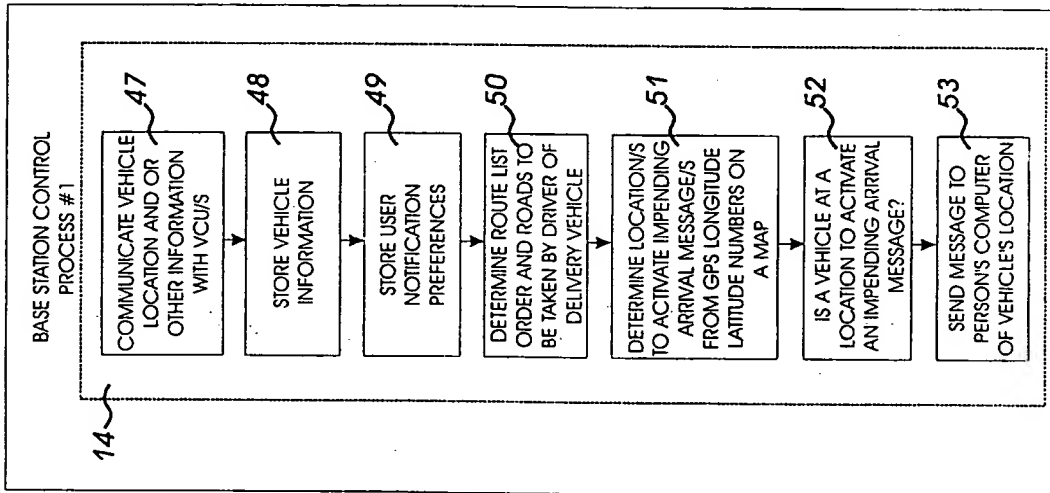 BASE STATION CONTROL
PROCESS #1
14
47
COMMUNICATE VEHICLE
LOCATION AND OR
OTHER INFORMATION
WITH VCU/S
48
STORE VEHICLE
INFORMATION
49
STORE USER
NOTIFICATION
PREFERENCES
50
DETERMINE ROUTE LIST
ORDER AND ROADS TO
BE TAKEN BY DRIVER OF
DELIVERY VEHICLE
51
DETERMINE LOCATION/S
TO ACTIVATE IMPENDING
ARRIVAL MESSAGE/S
FROM GPS LONGITUDE
LATITUDE NUMBERS ON
A MAP
52
IS A VEHICLE AT A
LOCATION TO ACTIVATE
AN IMPENDING ARRIVAL
MESSAGE?
53
SEND MESSAGE TO
PERSON'S COMPUTER
OF VEHICLE'S LOCATION